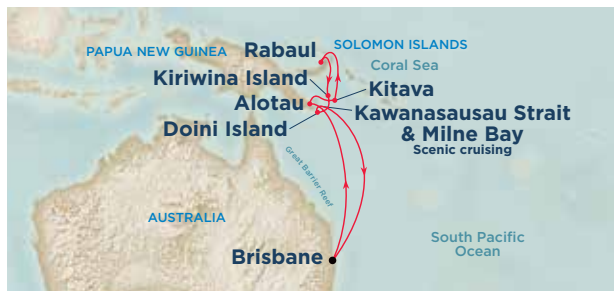 PAPUA NEW GUINEA
Rabaul
SOLOMON ISLANDS
Coral Sea
Kiriwina Island
Kitava
Alotau
Kawanasausau Strait
& Milne Bay
Scenic cruising
Doini Island
Great Barrier Reef
AUSTRALIA
Brisbane
South Pacific
Ocean